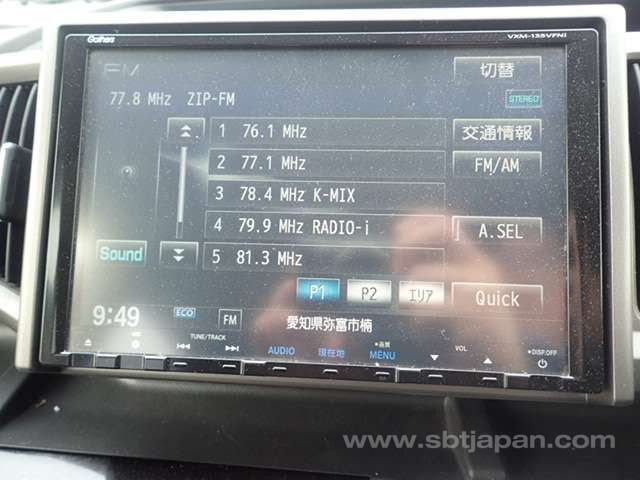 Gathers
VXM-135VFNi
FM
切替
77.8 MHz ZIP-FM
STEREO
1 76.1 MHz
交通情報
2 77.1 MHz
FM/AM
3 78.4 MHz K-MIX
4 79.9 MHz RADIO-i
A.SEL
Sound
5 81.3 MHz
P1
P2
エリア
Quick
9:49
ECO
FM
愛知県弥富市楠
TUNE/TRACK
AUDIO
現在地
画質
MENU
VOL
DISP.OFF
www.sbtjapan.com